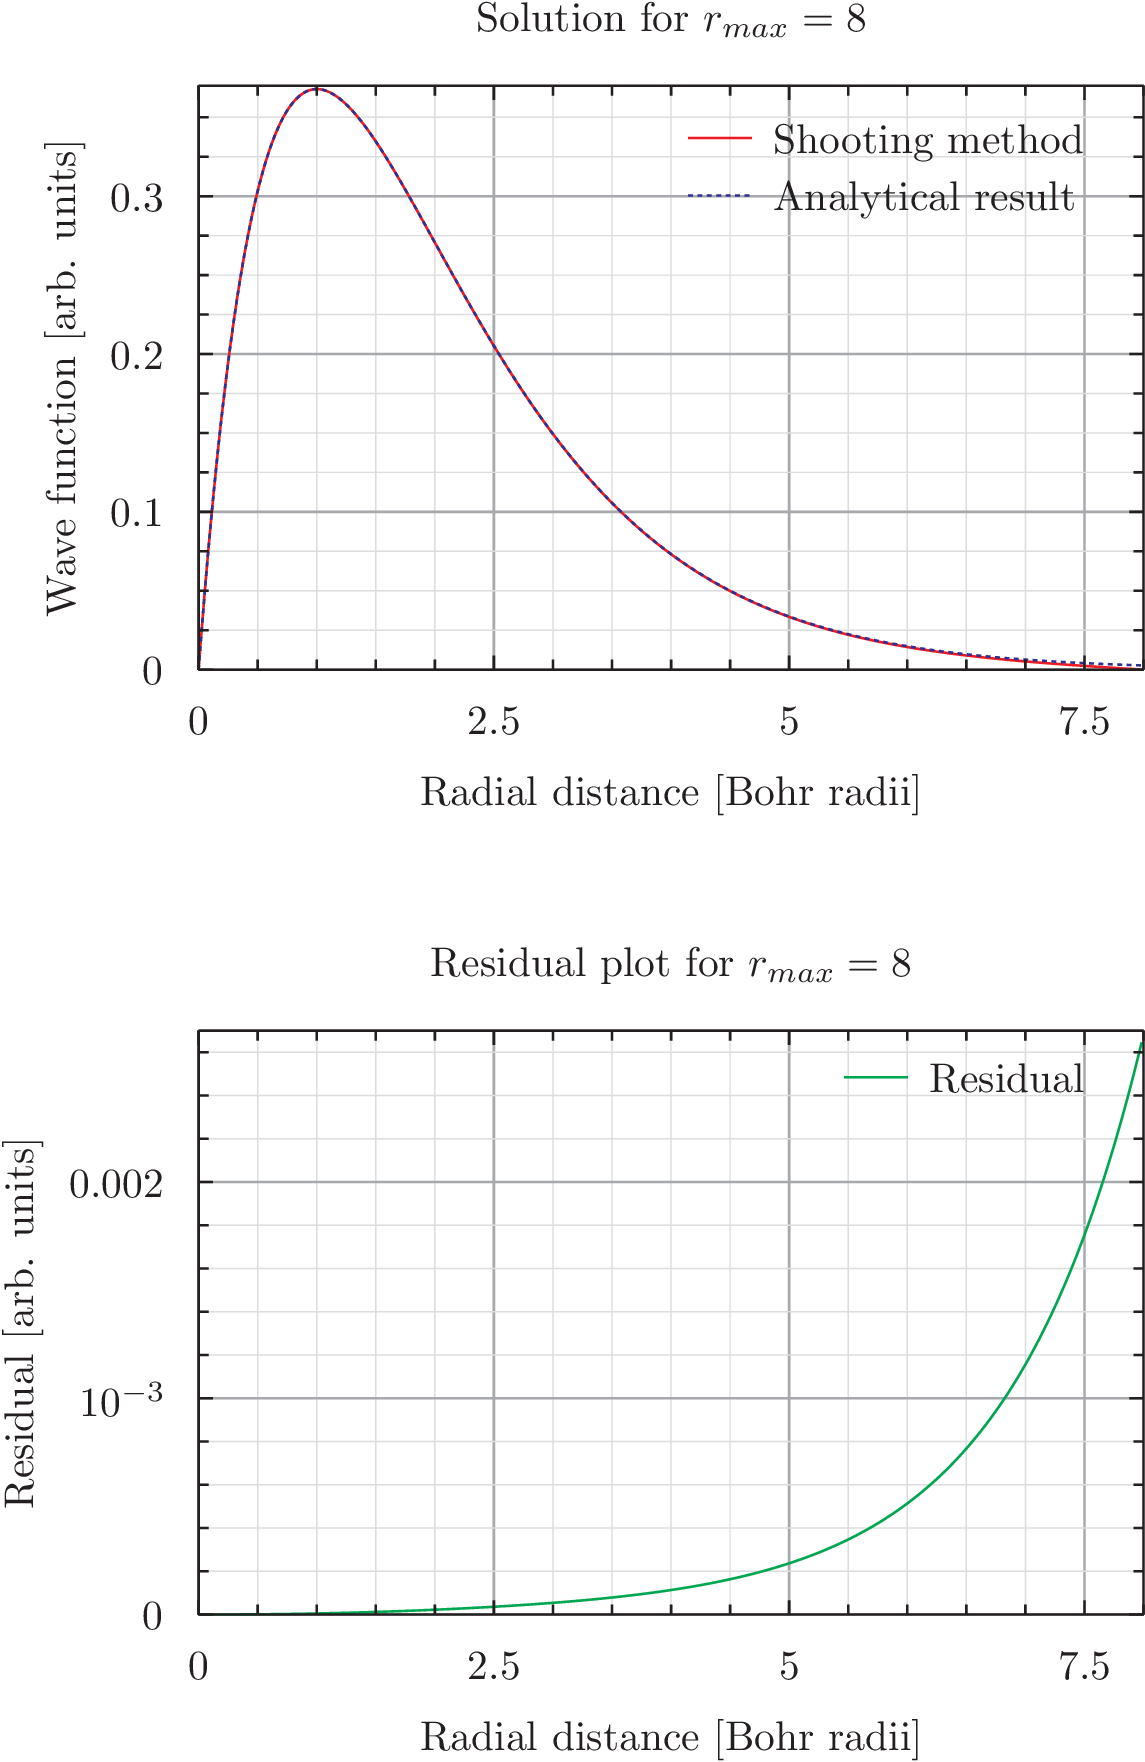 Solution for r_max = 8
Wave function [arb. units]
0.3
0.2
0.1
0
Shooting method
Analytical result
0 2.5 5 7.5
Radial distance [Bohr radii]
Residual plot for r_max = 8
Residual [arb. units]
0.002
10⁻³
0
Residual
0 2.5 5 7.5
Radial distance [Bohr radii]